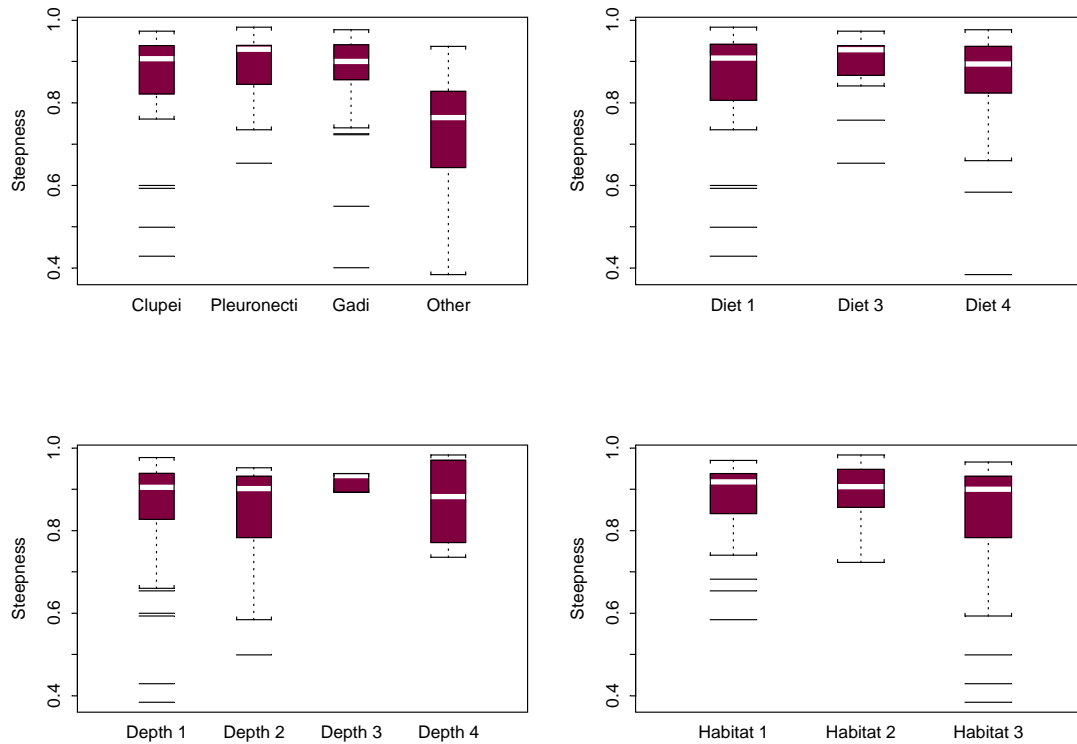 Steepness
0.4 0.6 0.8 1.0
Clupei Pleuronecti Gadi Other
Steepness
0.4 0.6 0.8 1.0
Diet 1 Diet 3 Diet 4
Steepness
0.4 0.6 0.8 1.0
Depth 1 Depth 2 Depth 3 Depth 4
Steepness
0.4 0.6 0.8 1.0
Habitat 1 Habitat 2 Habitat 3